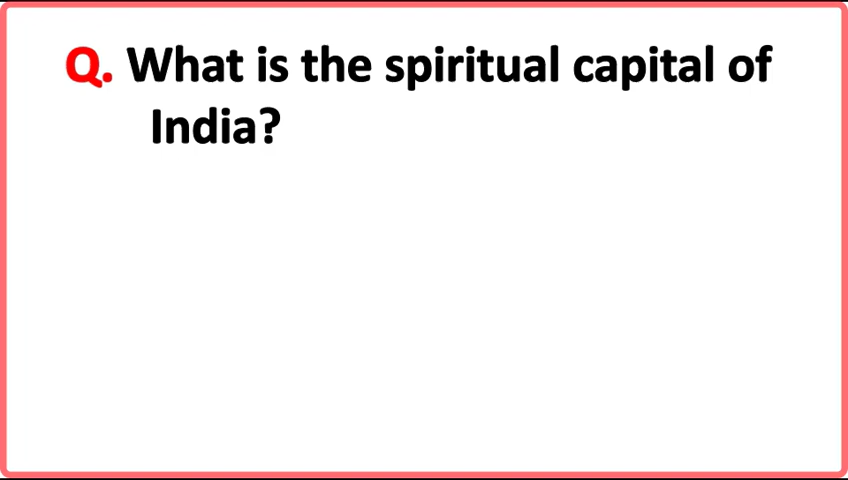 Q. What is the spiritual capital of
India?